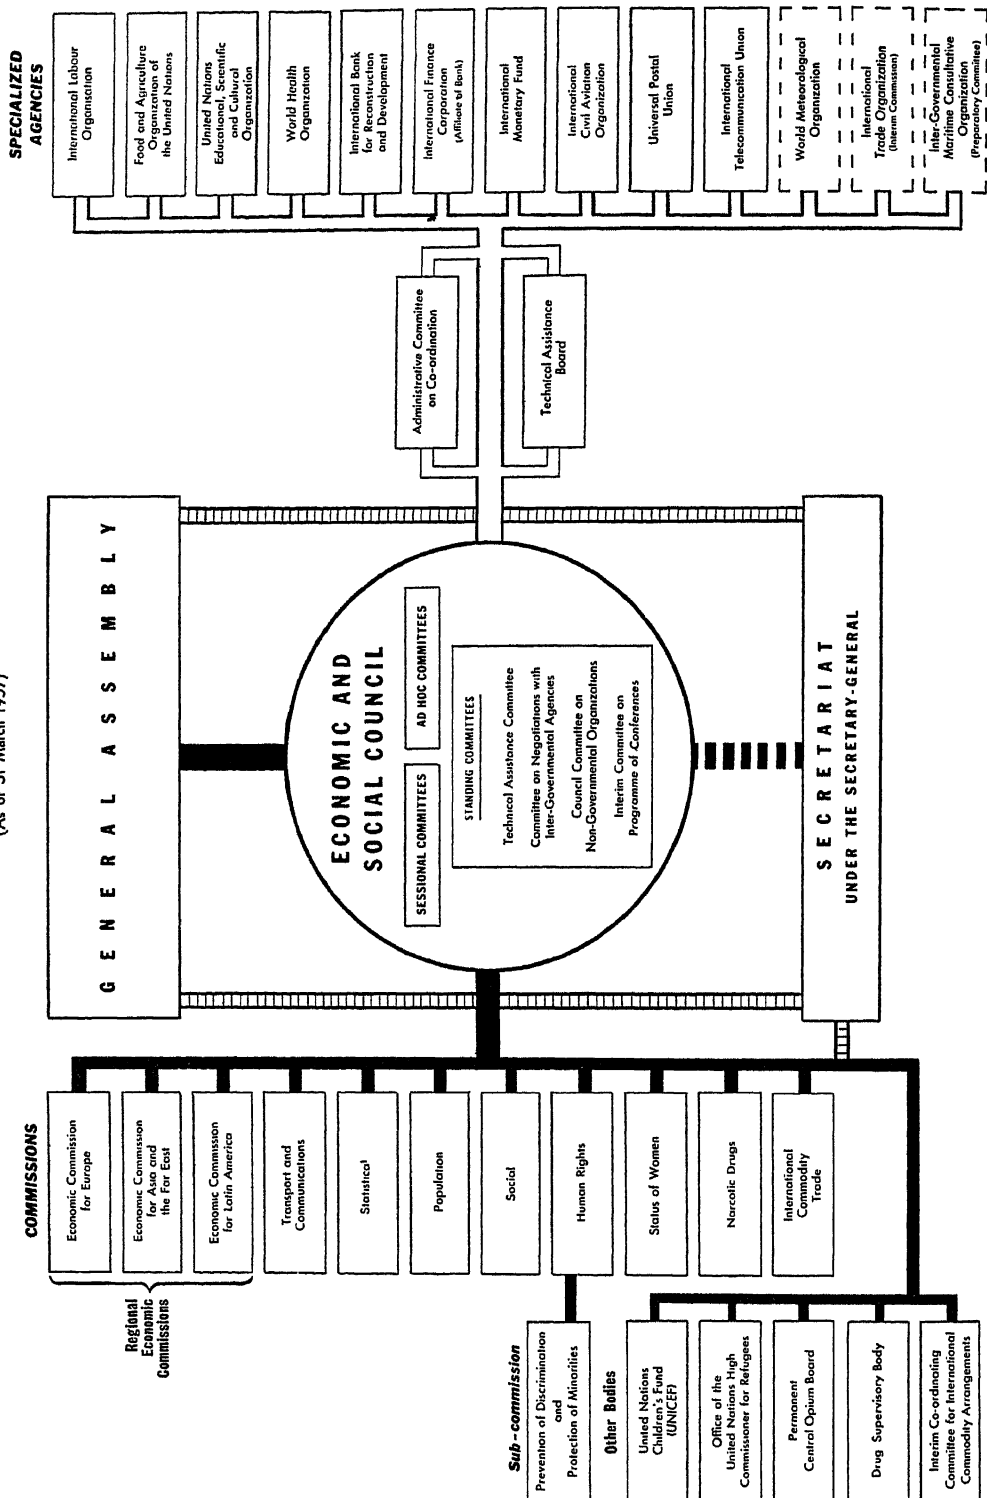 (As of 31 March 1957)
GENERAL ASSEMBLY
COMMISSIONS
Economic Commission
for Europe
Economic Commission
for Asia and
the Far East
Economic Commission
for Latin America
Regional
Economic
Commissions
Transport and
Communications
Statistical
Population
Social
Human Rights
Status of Women
Narcotic Drugs
International
Commodity
Trade
Sub-commission
Prevention of Discrimination
and
Protection of Minorities
Other Bodies
United Nations
Children's Fund
(UNICEF)
Office of the
United Nations High
Commissioner for Refugees
Permanent
Central Opium Board
Drug Supervisory Body
Interim Co-ordinating
Committee for International
Commodity Arrangements
ECONOMIC AND
SOCIAL COUNCIL
SESSIONAL COMMITTEES
AD HOC COMMITTEES
STANDING COMMITTEES
Technical Assistance Committee
Committee on Negotiations with
Inter-Governmental Agencies
Council Committee on
Non-Governmental Organizations
Interim Committee on
Programme of Conferences
SECRETARIAT
UNDER THE SECRETARY-GENERAL
Administrative Committee
on Co-ordination
Technical Assistance
Board
SPECIALIZED
AGENCIES
International Labour
Organisation
Food and Agriculture
Organization of
the United Nations
United Nations
Educational, Scientific
and Cultural
Organization
World Health
Organization
International Bank
for Reconstruction
and Development
International Finance
Corporation
(Affiliate of Bank)
International
Monetary Fund
International
Civil Aviation
Organization
Universal Postal
Union
International
Telecommunication Union
World Meteorological
Organization
International
Trade Organization
(Interim Commission)
Inter-Governmental
Maritime Consultative
Organization
(Preparatory Committee)